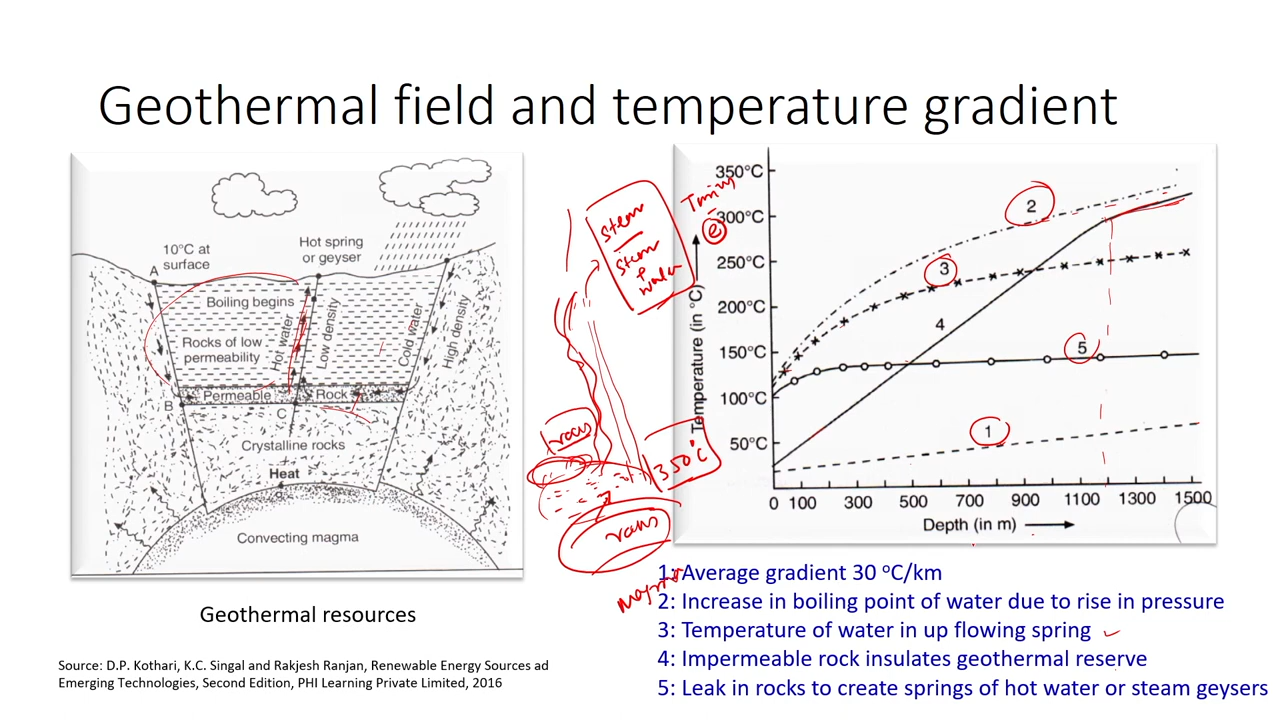 Geothermal field and temperature gradient
10°C at
surface
A
Hot spring
or geyser
Boiling begins
Rocks of low
permeability
Hot water
Low density
Cold water
High density
Permeable
Rock
B
C
Crystalline rocks
Heat
Convecting magma
Geothermal resources
Source: D.P. Kothari, K.C. Singal and Rakjesh Ranjan, Renewable Energy Sources ad
Emerging Technologies, Second Edition, PHI Learning Private Limited, 2016
Stem
Stem
+
water
e
350°C
350°C
300°C
250°C
200°C
150°C
100°C
50°C
Temperature (in °C)
2
3
4
5
1
0 100 300 500 700 900 1100 1300 1500
Depth (in m)
1: Average gradient 30 °C/km
2: Increase in boiling point of water due to rise in pressure
3: Temperature of water in up flowing spring
4: Impermeable rock insulates geothermal reserve
5: Leak in rocks to create springs of hot water or steam geysers